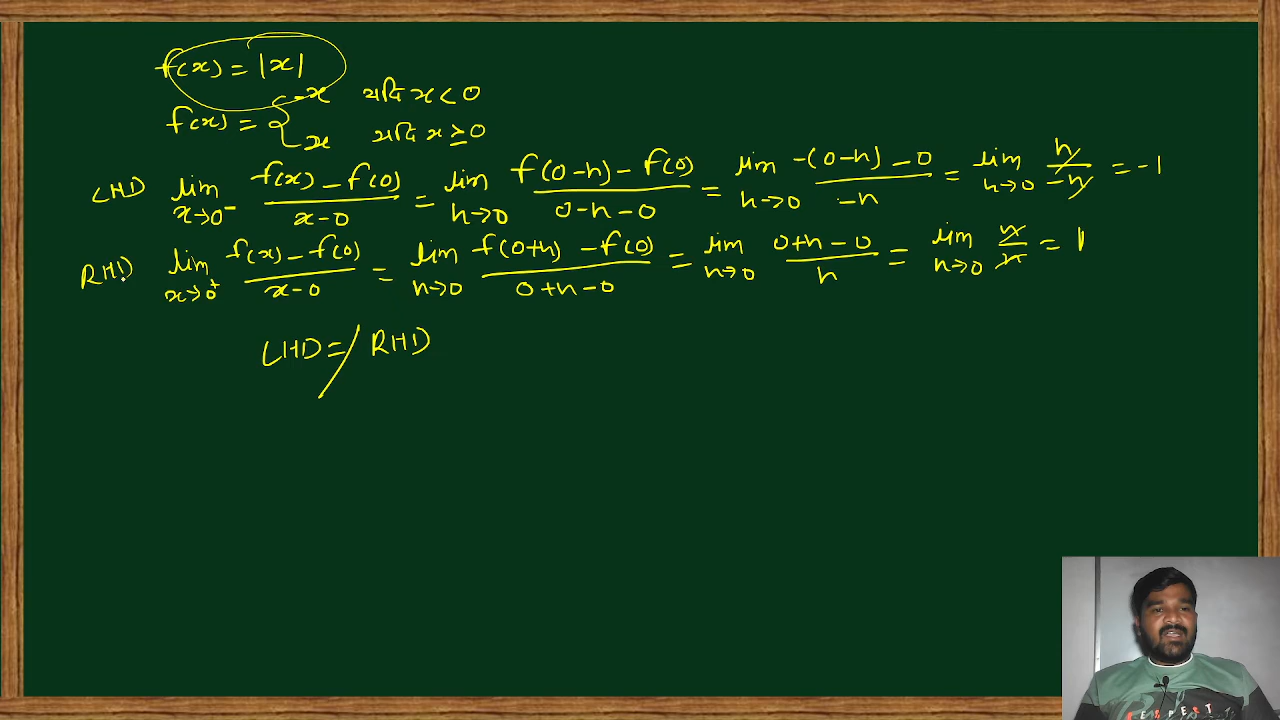 f(x) = |x|
f(x) = { -x यदि x < 0
x यदि x ≥ 0
LHD lim x→0⁻ (f(x) - f(0))/(x-0) = lim h→0 (f(0-h) - f(0))/(0-h-0) = lim h→0 (-(0-h) - 0)/(-h) = lim h→0 h/(-h) = -1
RHD lim x→0⁺ (f(x) - f(0))/(x-0) = lim h→0 (f(0+h) - f(0))/(0+h-0) = lim h→0 (0+h-0)/h = lim h→0 h/h = 1
LHD ≠ RHD